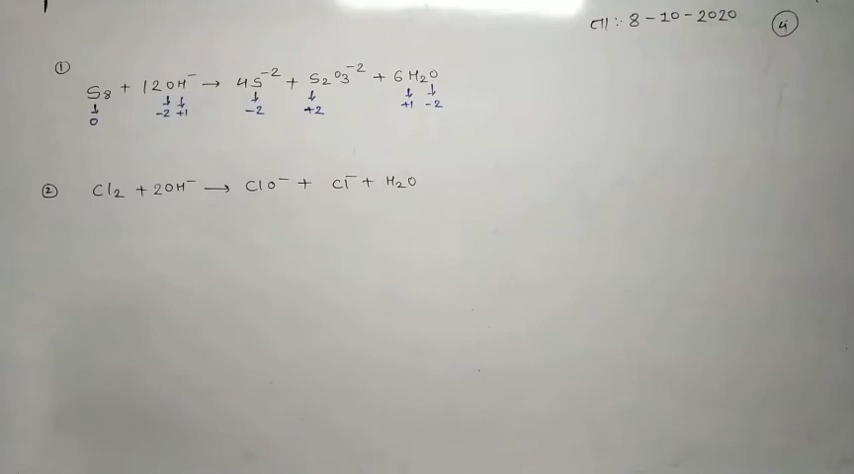 તા: 8-10-2020 4
① S8 + 12OH⁻ → 4S⁻² + S2O3⁻² + 6H2O
↓ ↓ ↓ ↓ ↓ ↓ ↓
0 -2 +1 -2 +2 +1 -2
② Cl2 + 2OH⁻ → ClO⁻ + Cl⁻ + H2O